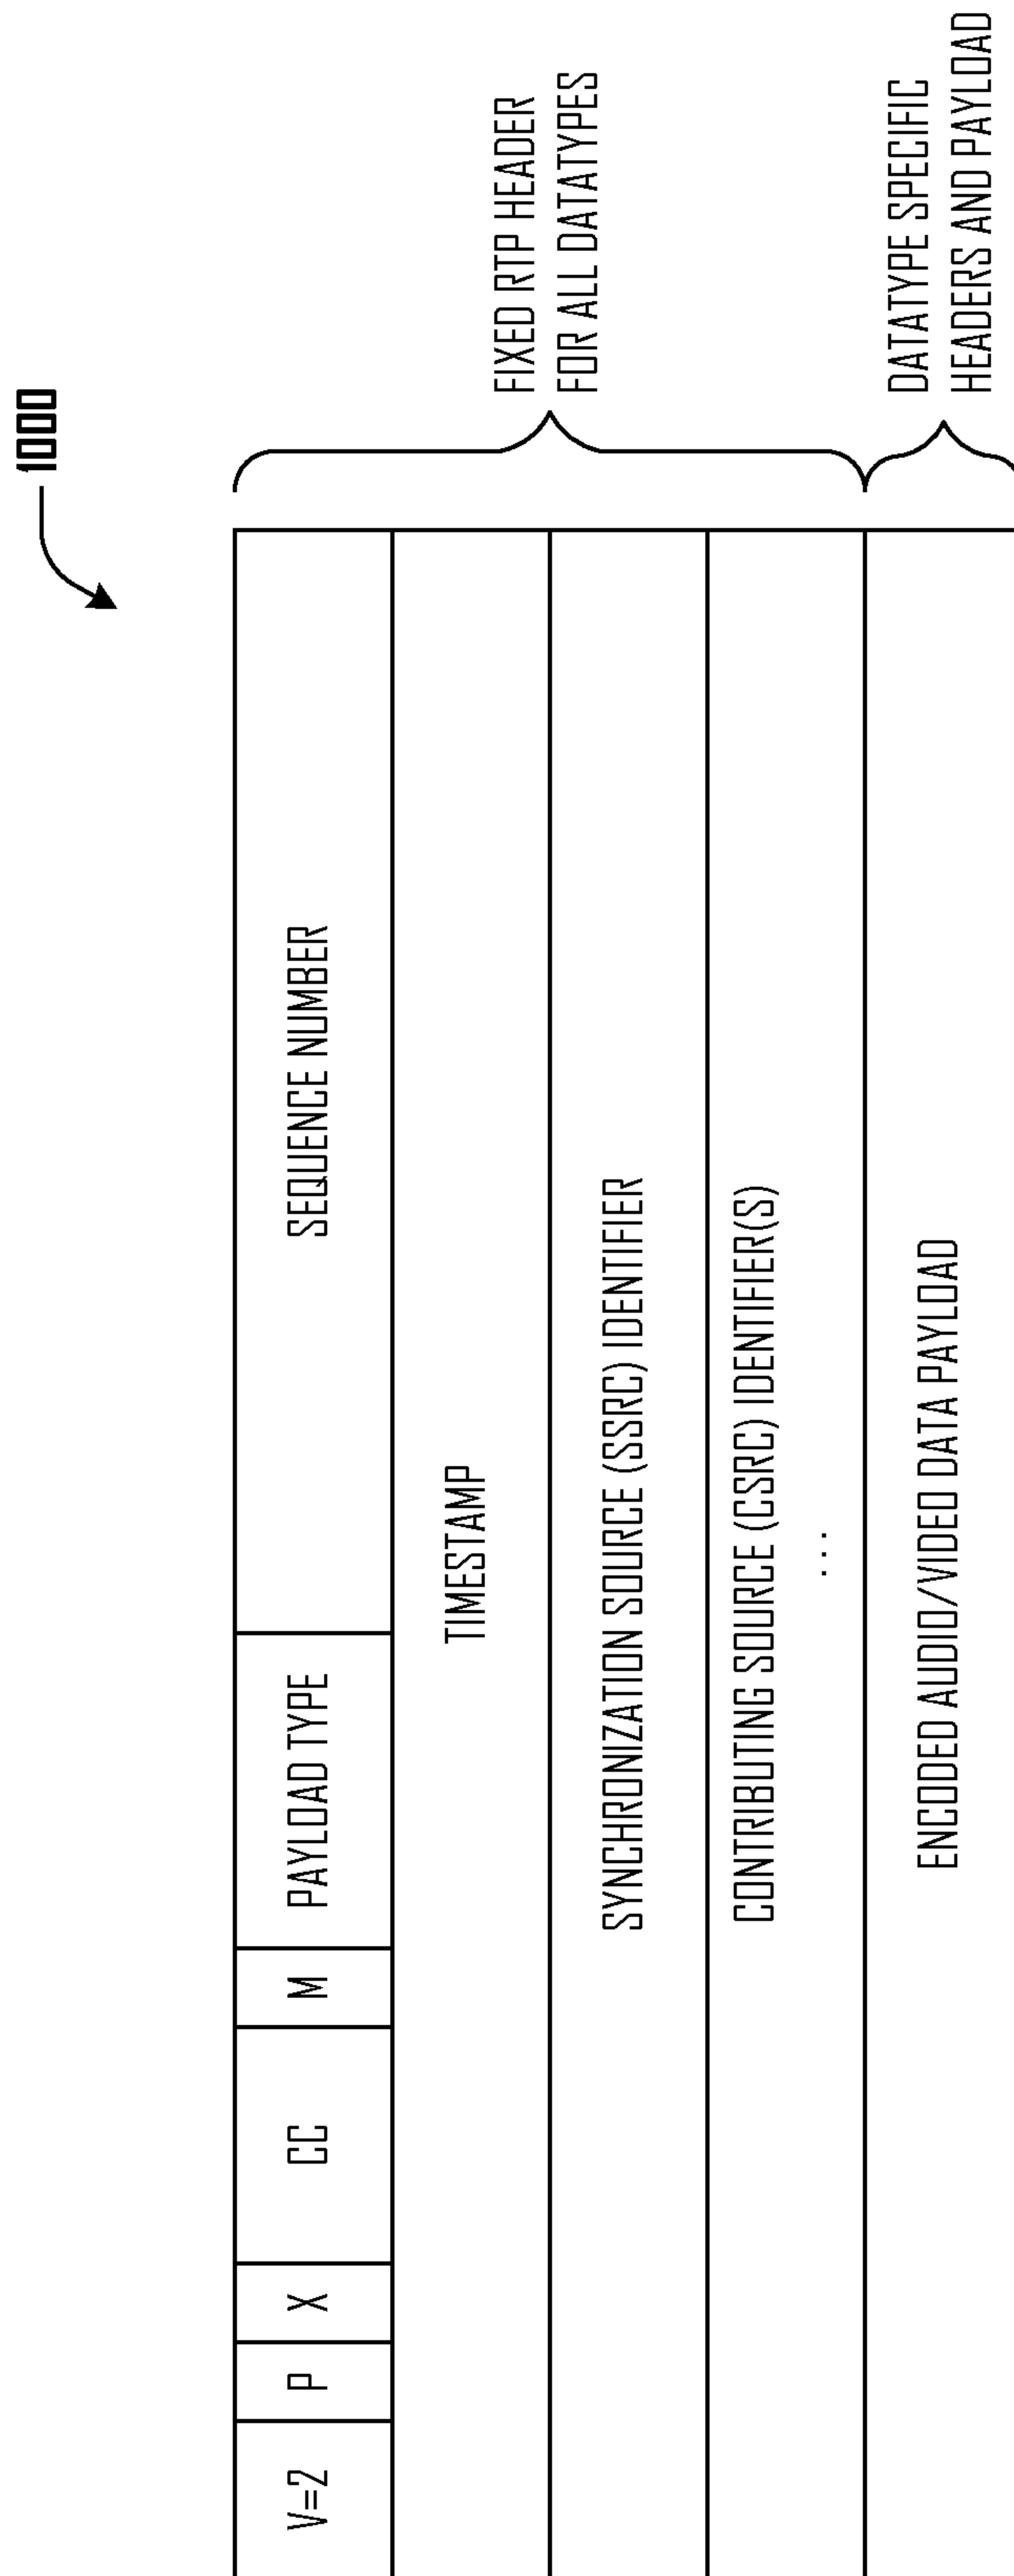 1000
V=2
P
X
CC
M
PAYLOAD TYPE
SEQUENCE NUMBER
TIMESTAMP
SYNCHRONIZATION SOURCE (SSRC) IDENTIFIER
CONTRIBUTING SOURCE (CSRC) IDENTIFIER(S)
...
FIXED RTP HEADER
FOR ALL DATATYPES
ENCODED AUDIO/VIDEO DATA PAYLOAD
DATATYPE SPECIFIC
HEADERS AND PAYLOAD